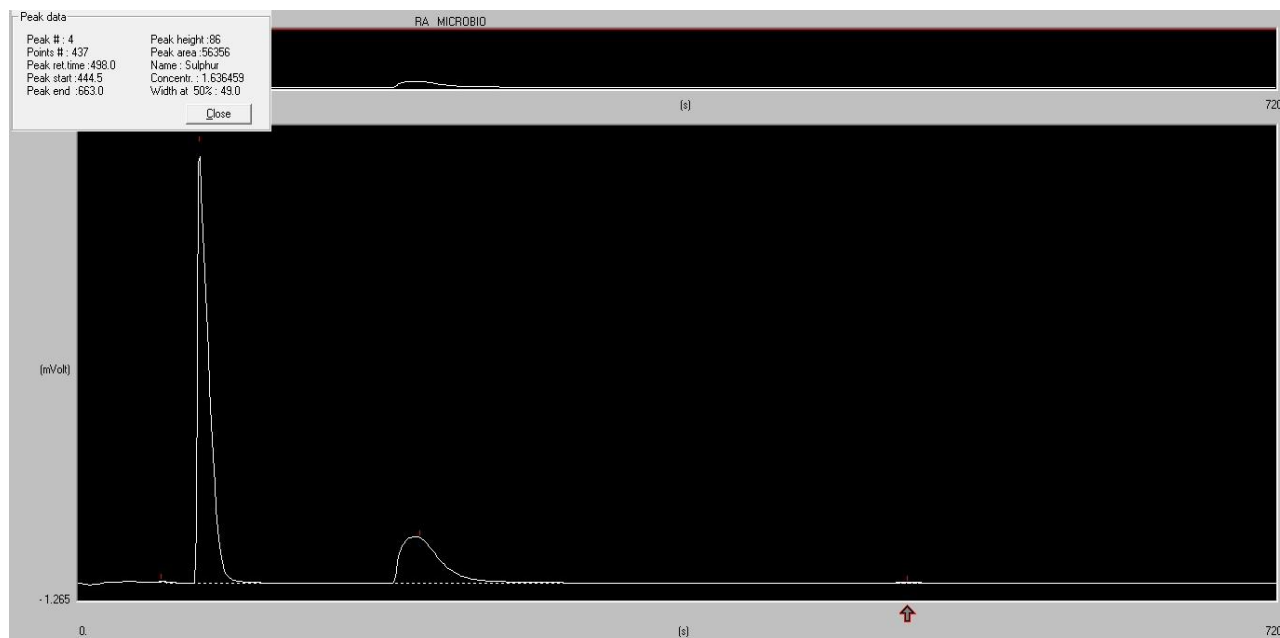 Peak data
Peak # : 4 Peak height :86
Points # : 437 Peak area :56356
Peak ret.time :498.0 Name : Sulphur
Peak start :444.5 Concentr. : 1.636459
Peak end :663.0 Width at 50% : 49.0
Close
RA MICROBIO
(s) 720
(mVolt)
-1.265
0. (s) 720